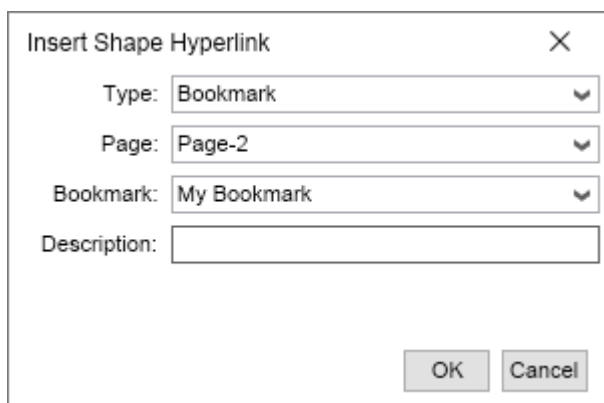 Insert Shape Hyperlink
Type: Bookmark
Page: Page-2
Bookmark: My Bookmark
Description:
OK Cancel